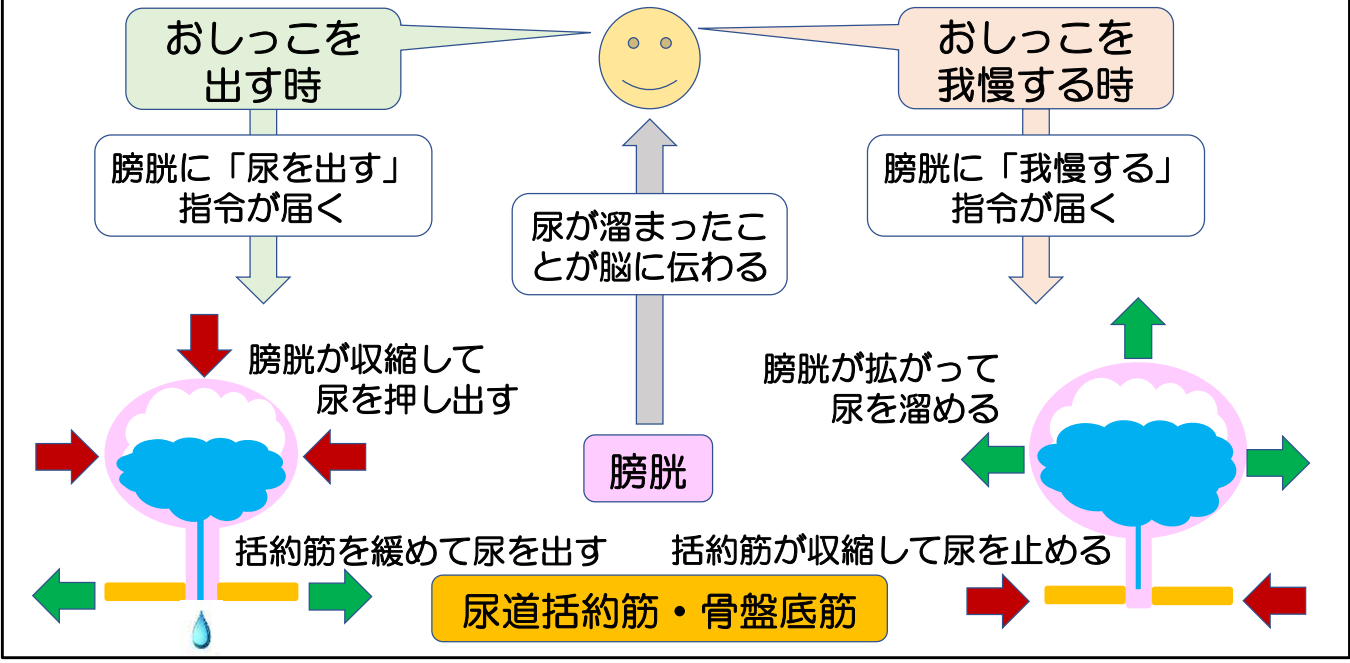 おしっこを
出す時
おしっこを
我慢する時
膀胱に「尿を出す」
指令が届く
膀胱に「我慢する」
指令が届く
尿が溜まったこ
とが脳に伝わる
膀胱が収縮して
尿を押し出す
膀胱が拡がって
尿を溜める
膀胱
括約筋を緩めて尿を出す
括約筋が収縮して尿を止める
尿道括約筋・骨盤底筋